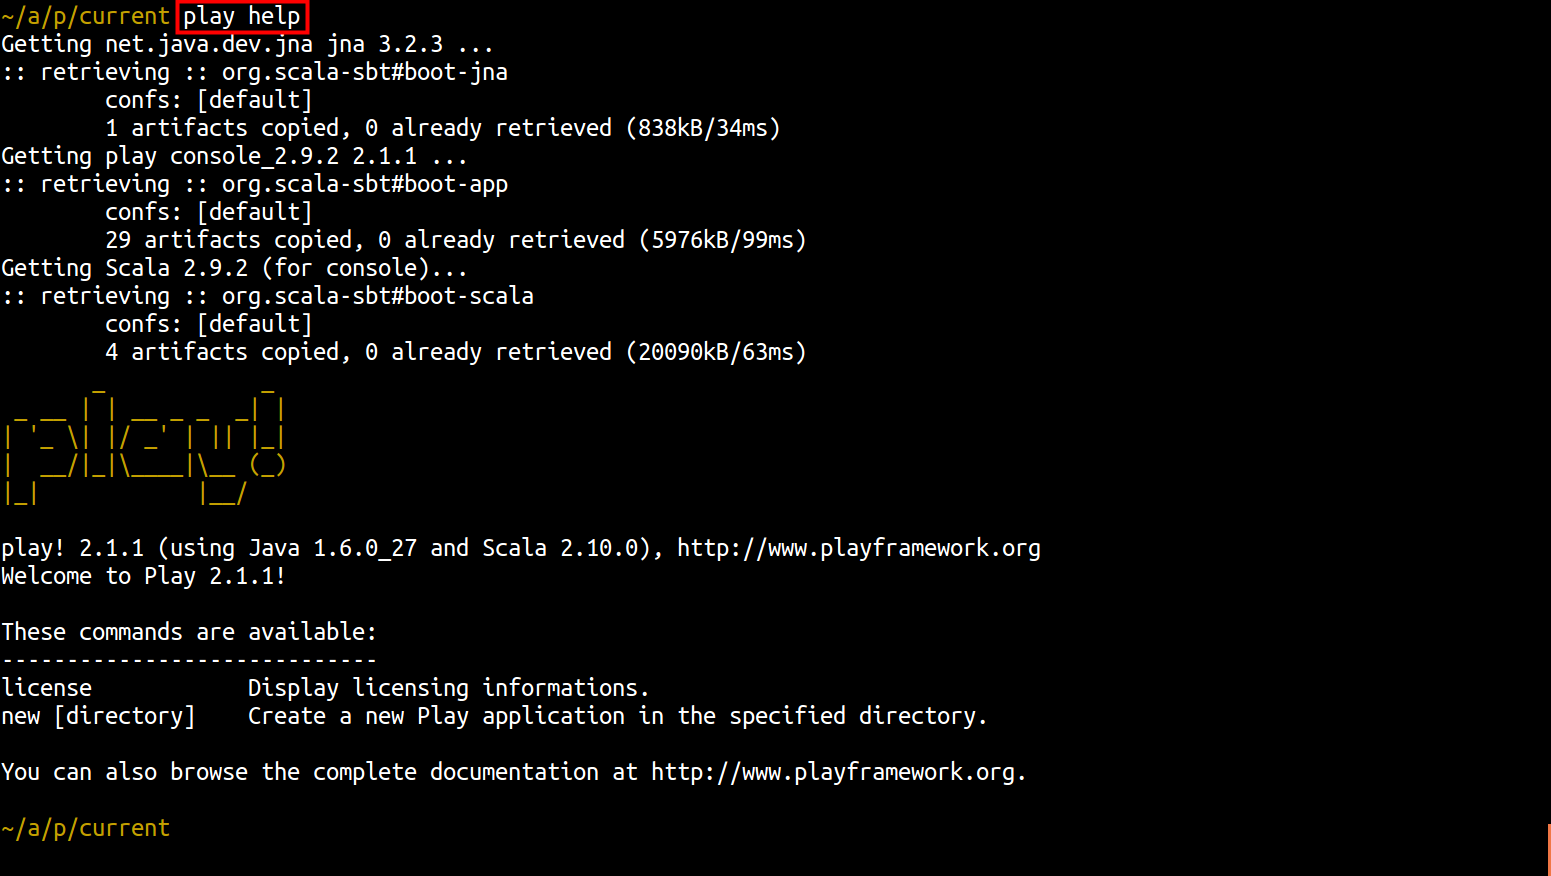 ~/a/p/current play help
Getting net.java.dev.jna jna 3.2.3 ...
:: retrieving :: org.scala-sbt#boot-jna
        confs: [default]
        1 artifacts copied, 0 already retrieved (838kB/34ms)
Getting play console_2.9.2 2.1.1 ...
:: retrieving :: org.scala-sbt#boot-app
        confs: [default]
        29 artifacts copied, 0 already retrieved (5976kB/99ms)
Getting Scala 2.9.2 (for console)...
:: retrieving :: org.scala-sbt#boot-scala
        confs: [default]
        4 artifacts copied, 0 already retrieved (20090kB/63ms)
       _            _
 _ __ | | __ _ _  _| |
| '_ \| |/ _' | || |_|
|  __/|_|\____|\__ (_)
|_|            |__/

play! 2.1.1 (using Java 1.6.0_27 and Scala 2.10.0), http://www.playframework.org
Welcome to Play 2.1.1!

These commands are available:
-----------------------------
license            Display licensing informations.
new [directory]    Create a new Play application in the specified directory.

You can also browse the complete documentation at http://www.playframework.org.

~/a/p/current